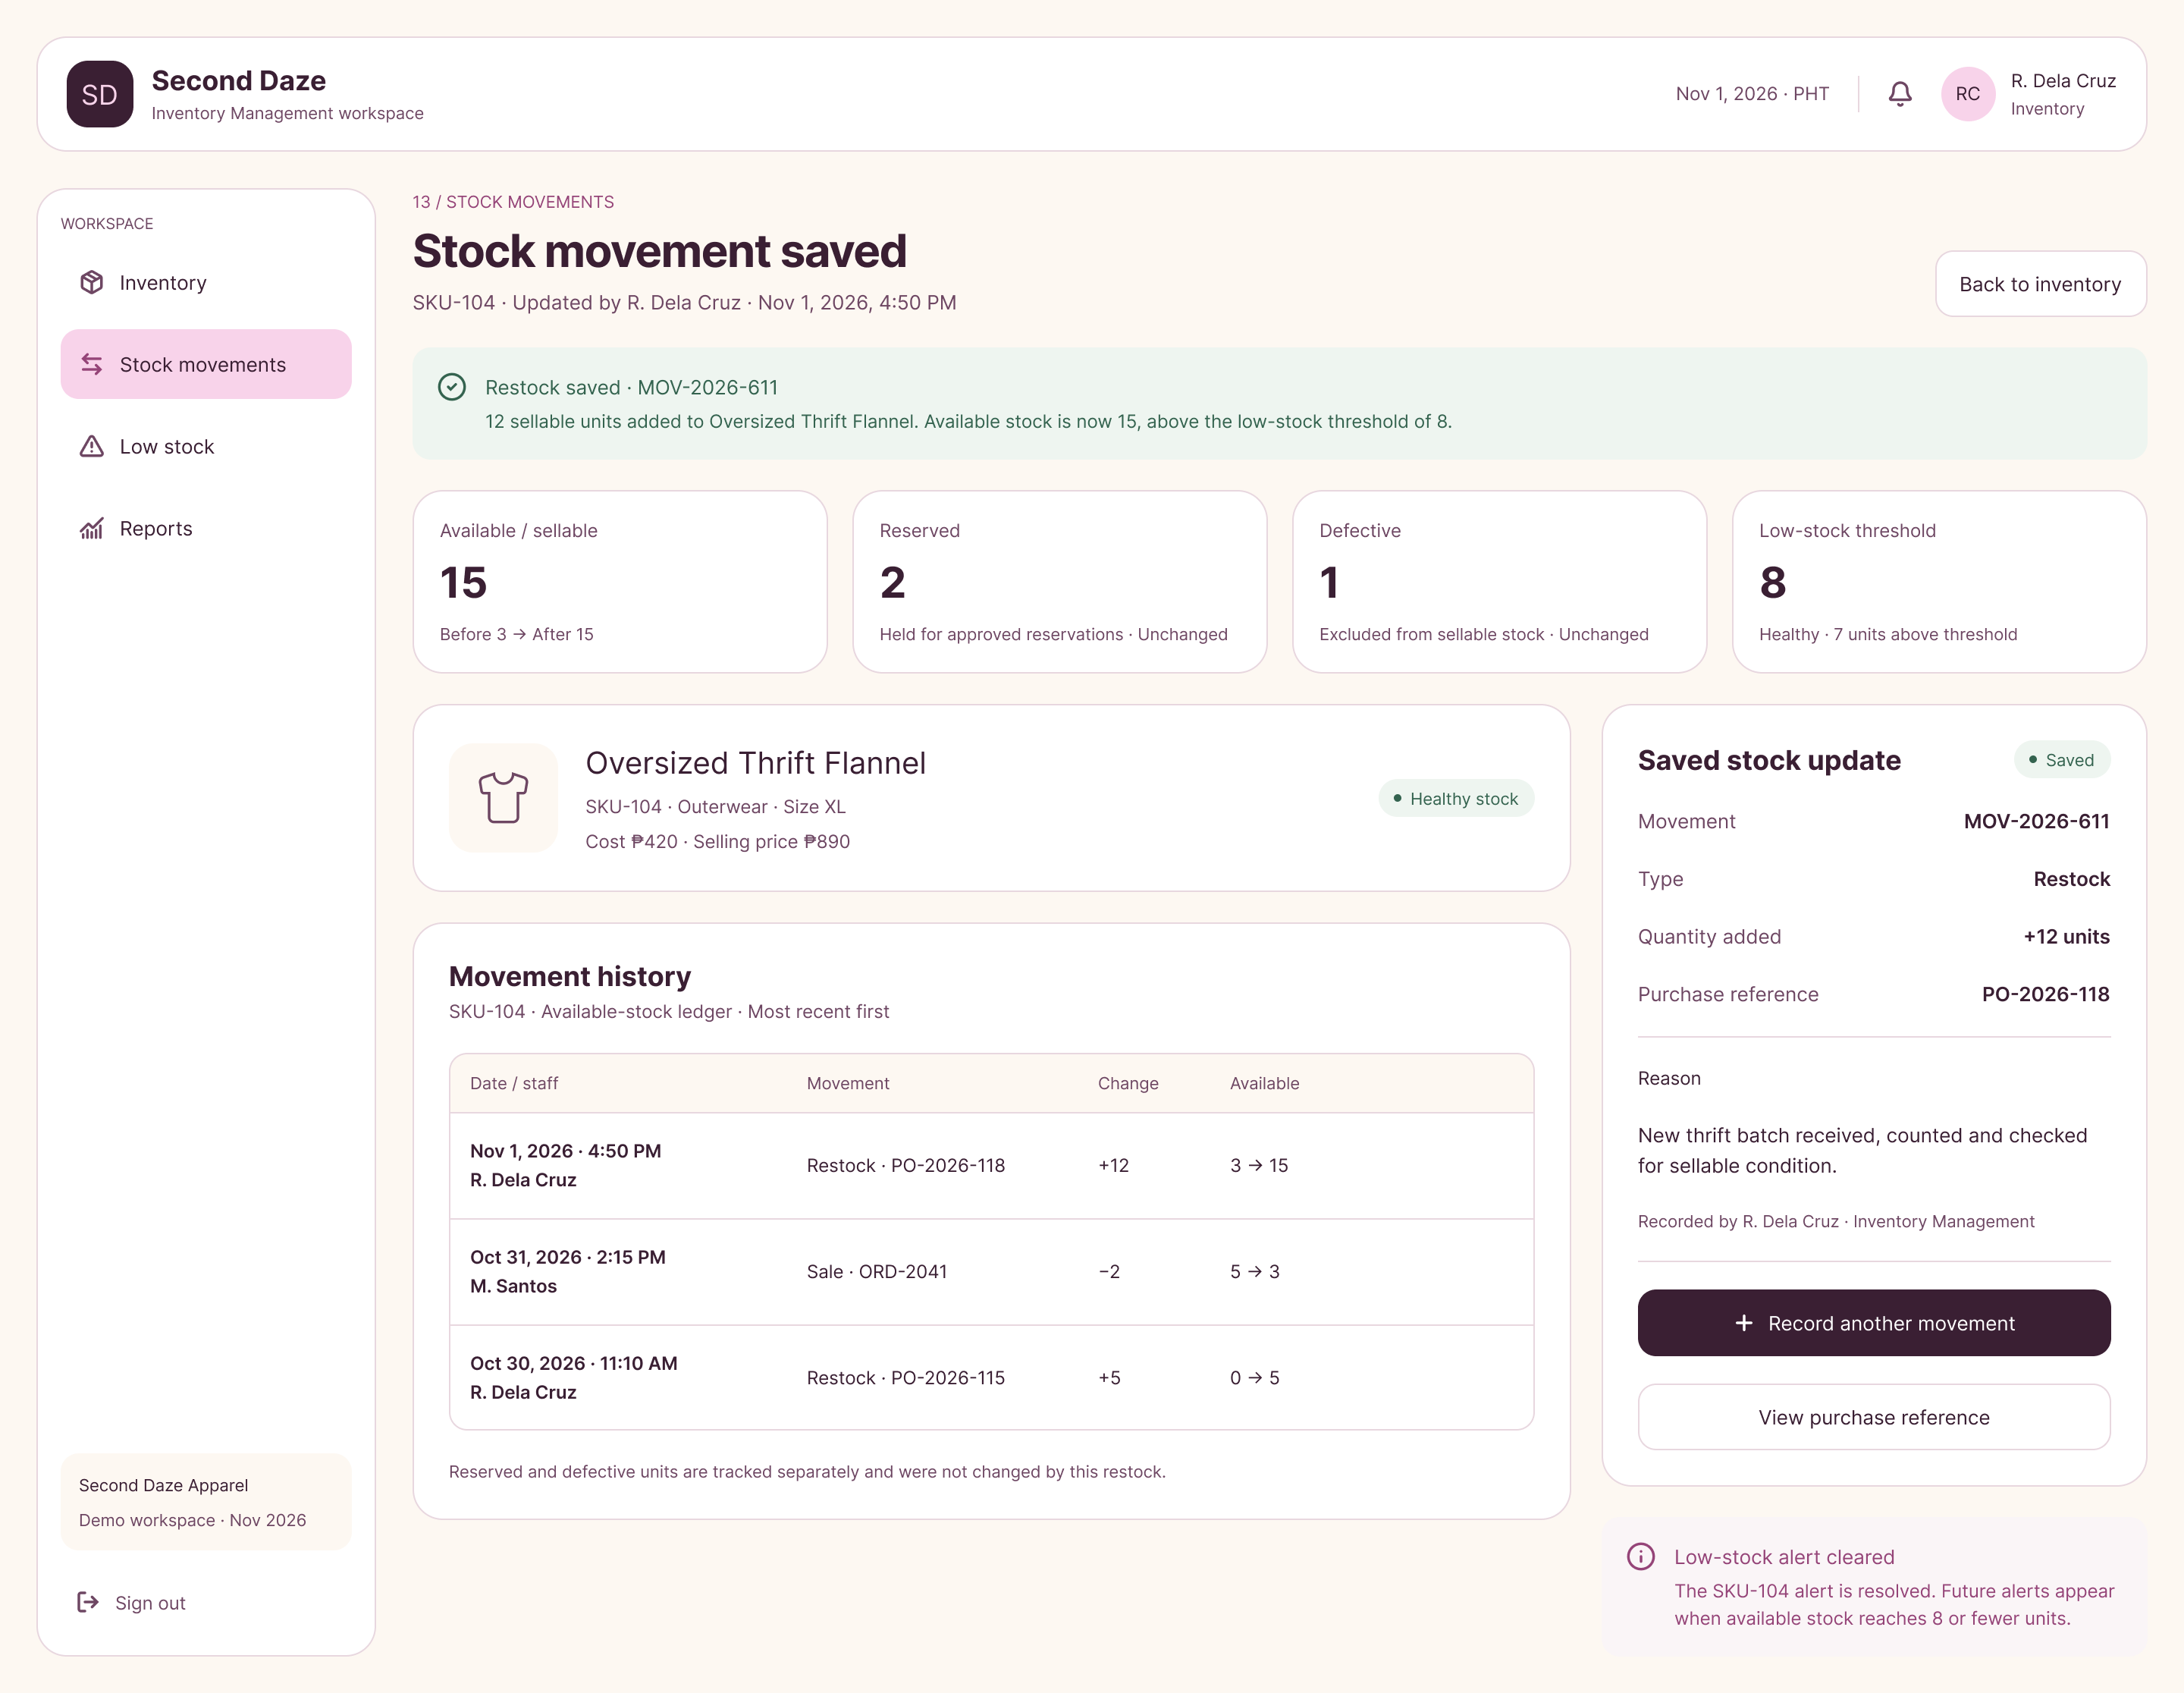 SD
Second Daze
Inventory Management workspace
Nov 1, 2026 · PHT
RC
R. Dela Cruz
Inventory
WORKSPACE
Inventory
Stock movements
Low stock
Reports
Second Daze Apparel
Demo workspace · Nov 2026
Sign out
13 / STOCK MOVEMENTS
Stock movement saved
SKU-104 · Updated by R. Dela Cruz · Nov 1, 2026, 4:50 PM
Back to inventory
Restock saved · MOV-2026-611
12 sellable units added to Oversized Thrift Flannel. Available stock is now 15, above the low-stock threshold of 8.
Available / sellable
15
Before 3 → After 15
Reserved
2
Held for approved reservations · Unchanged
Defective
1
Excluded from sellable stock · Unchanged
Low-stock threshold
8
Healthy · 7 units above threshold
Oversized Thrift Flannel
SKU-104 · Outerwear · Size XL
Cost ₱420 · Selling price ₱890
Healthy stock
Movement history
SKU-104 · Available-stock ledger · Most recent first
Date / staff Movement Change Available
Nov 1, 2026 · 4:50 PM
R. Dela Cruz
Restock · PO-2026-118 +12 3 → 15
Oct 31, 2026 · 2:15 PM
M. Santos
Sale · ORD-2041 −2 5 → 3
Oct 30, 2026 · 11:10 AM
R. Dela Cruz
Restock · PO-2026-115 +5 0 → 5
Reserved and defective units are tracked separately and were not changed by this restock.
Saved stock update
Saved
Movement MOV-2026-611
Type Restock
Quantity added +12 units
Purchase reference PO-2026-118
Reason
New thrift batch received, counted and checked
for sellable condition.
Recorded by R. Dela Cruz · Inventory Management
+ Record another movement
View purchase reference
Low-stock alert cleared
The SKU-104 alert is resolved. Future alerts appear
when available stock reaches 8 or fewer units.